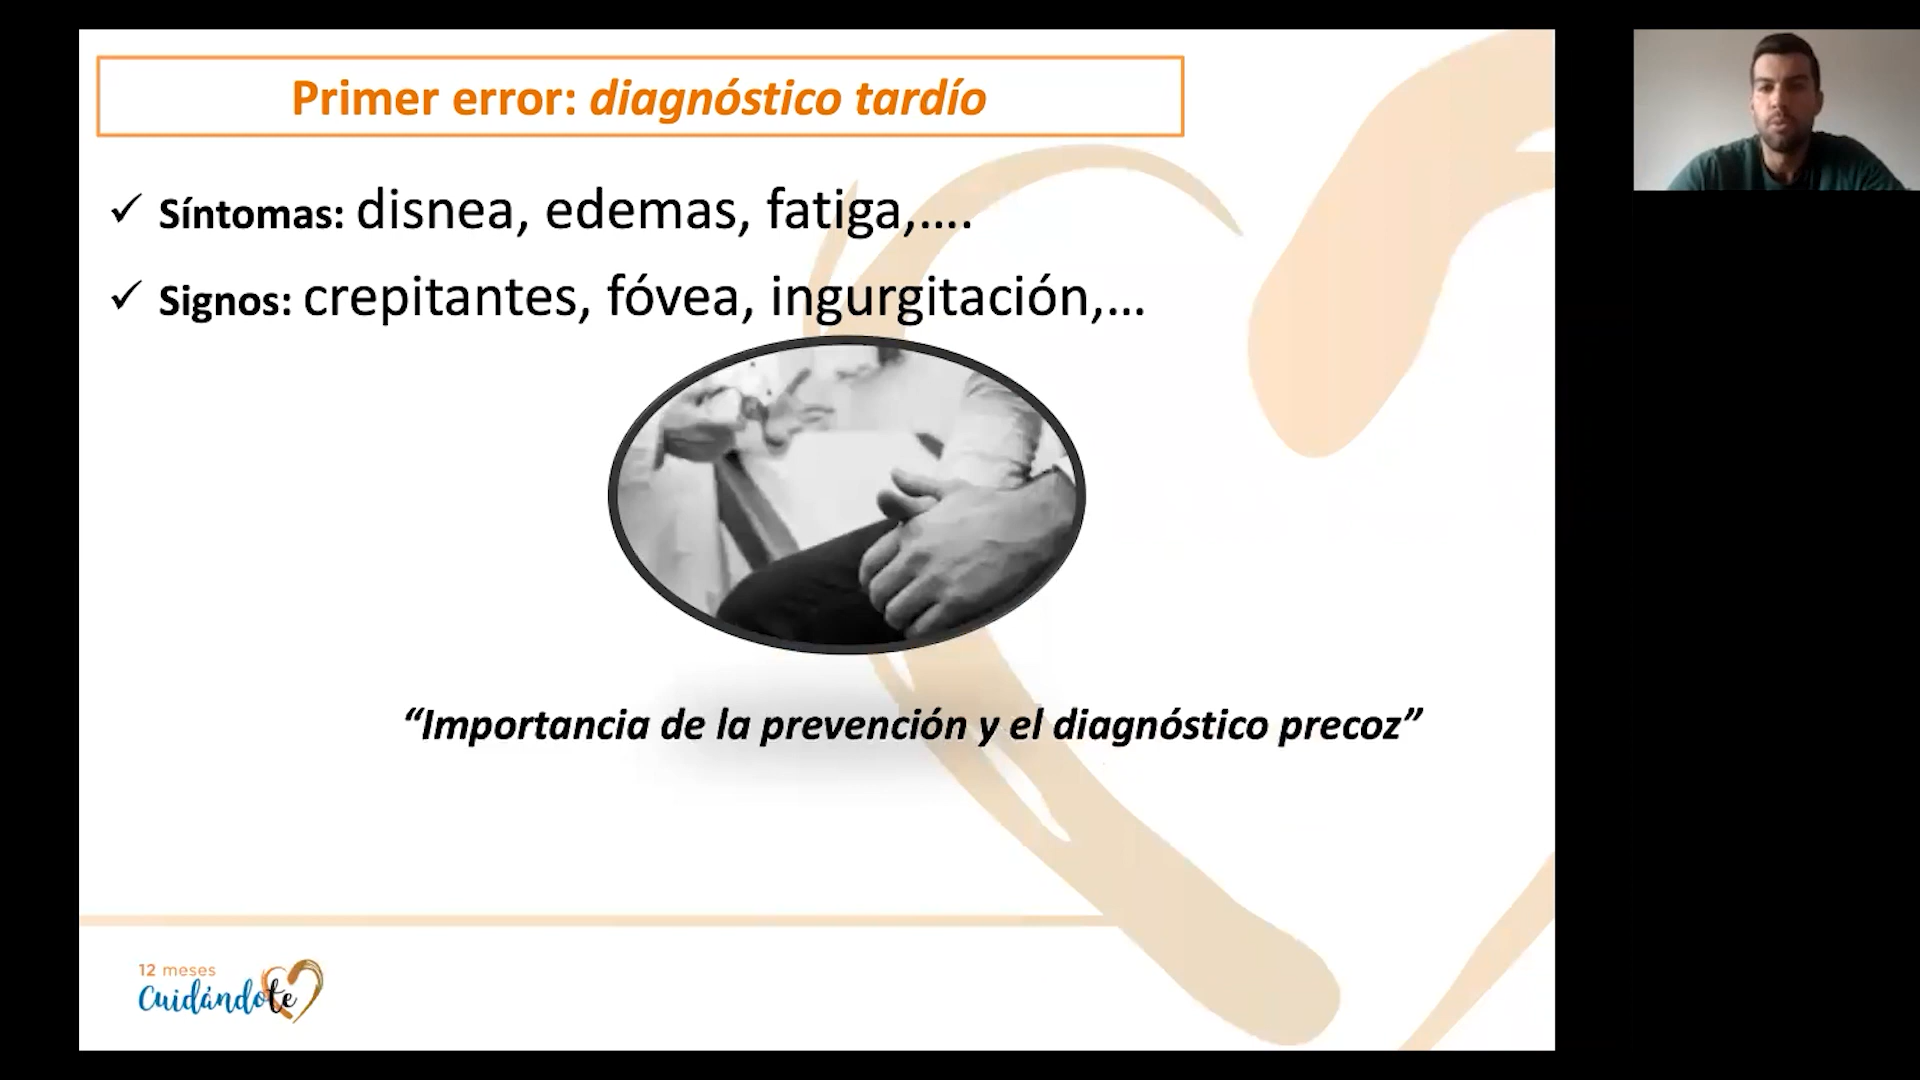 Primer error: diagnóstico tardío
✓ Síntomas: disnea, edemas, fatiga,....
✓ Signos: crepitantes, fóvea, ingurgitación,...
“Importancia de la prevención y el diagnóstico precoz”
12 meses
Cuidándote